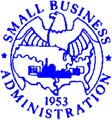 SMALL BUSINESS
ADMINISTRATION
1953